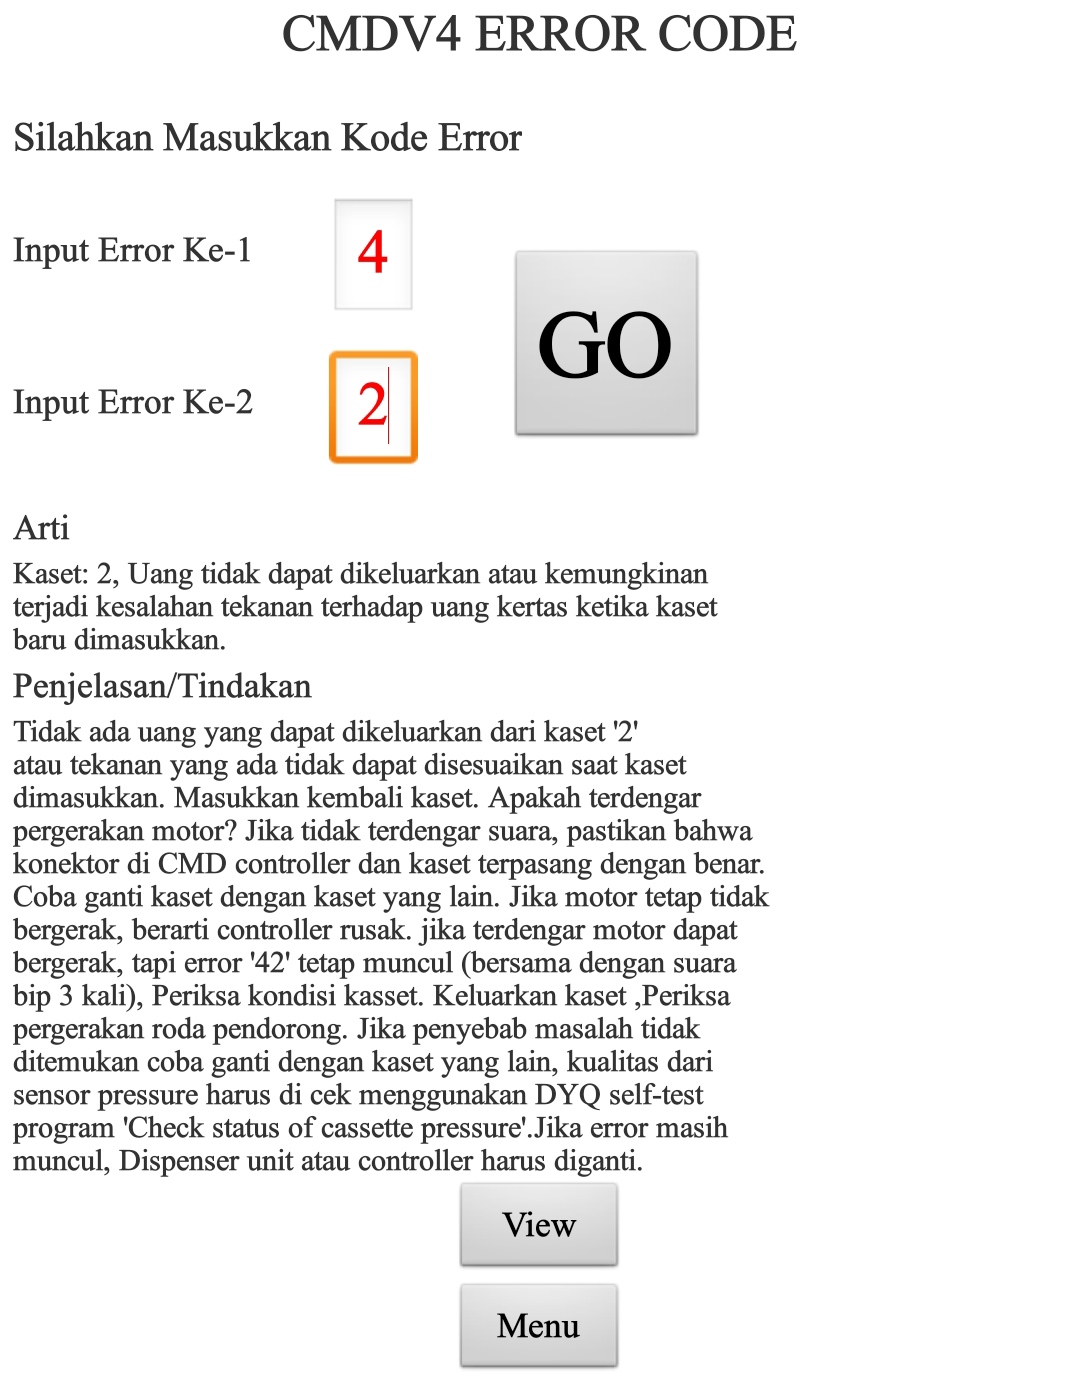 CMDV4 ERROR CODE
Silahkan Masukkan Kode Error
Input Error Ke-1
4
GO
Input Error Ke-2
2
Arti
Kaset: 2, Uang tidak dapat dikeluarkan atau kemungkinan
terjadi kesalahan tekanan terhadap uang kertas ketika kaset
baru dimasukkan.
Penjelasan/Tindakan
Tidak ada uang yang dapat dikeluarkan dari kaset '2'
atau tekanan yang ada tidak dapat disesuaikan saat kaset
dimasukkan. Masukkan kembali kaset. Apakah terdengar
pergerakan motor? Jika tidak terdengar suara, pastikan bahwa
konektor di CMD controller dan kaset terpasang dengan benar.
Coba ganti kaset dengan kaset yang lain. Jika motor tetap tidak
bergerak, berarti controller rusak. jika terdengar motor dapat
bergerak, tapi error '42' tetap muncul (bersama dengan suara
bip 3 kali), Periksa kondisi kasset. Keluarkan kaset ,Periksa
pergerakan roda pendorong. Jika penyebab masalah tidak
ditemukan coba ganti dengan kaset yang lain, kualitas dari
sensor pressure harus di cek menggunakan DYQ self-test
program 'Check status of cassette pressure'.Jika error masih
muncul, Dispenser unit atau controller harus diganti.
View
Menu